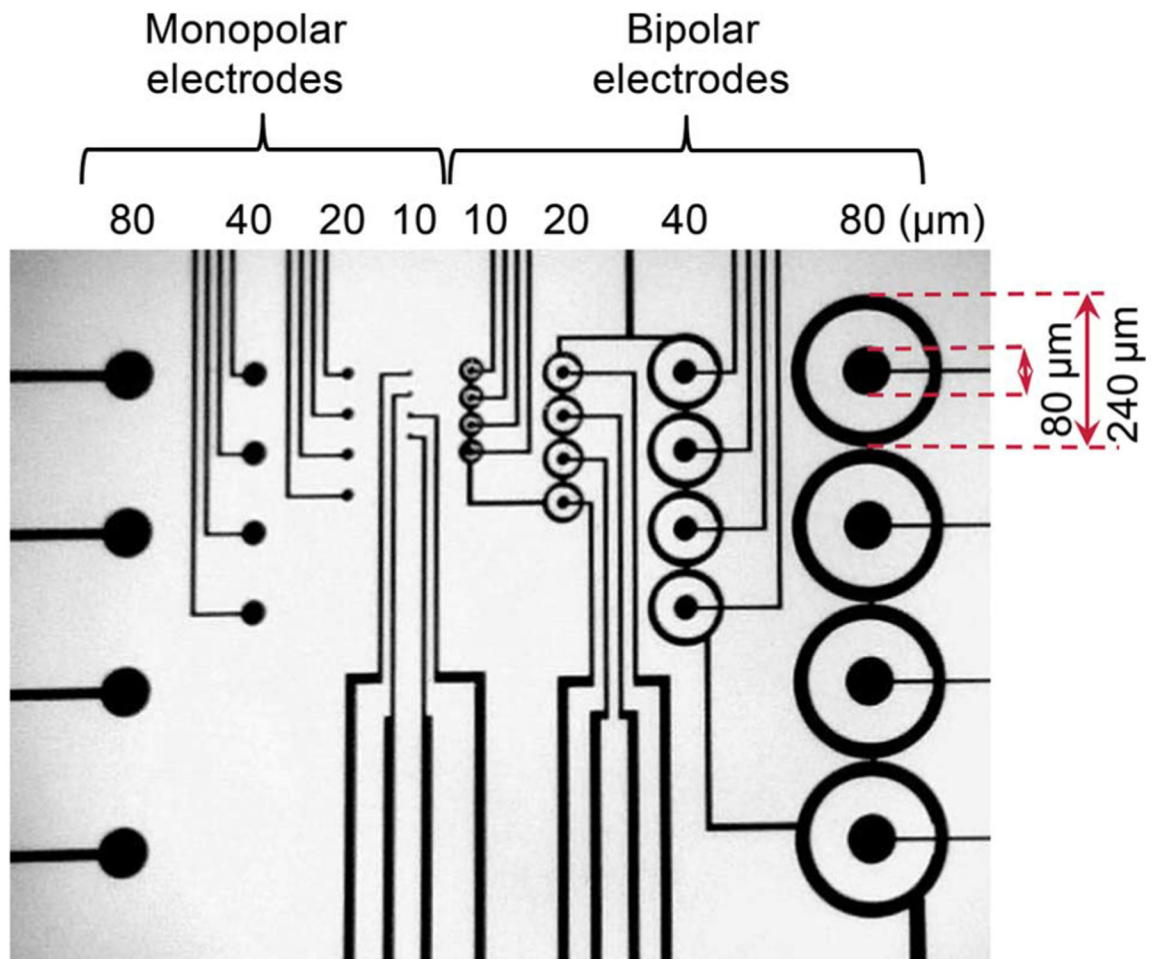 Monopolar
electrodes
Bipolar
electrodes
80 40 20 10 10 20 40 80 (μm)
80 μm
240 μm